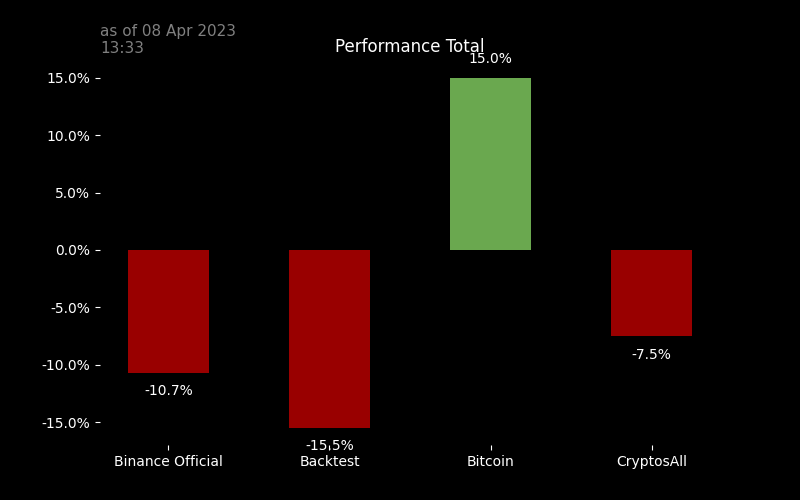 as of 08 Apr 2023
13:33
Performance Total
15.0%
15.0%
10.0%
5.0%
0.0%
-5.0%
-10.0%
-15.0%
-10.7%
-15.5%
-7.5%
Binance Official
Backtest
Bitcoin
CryptosAll